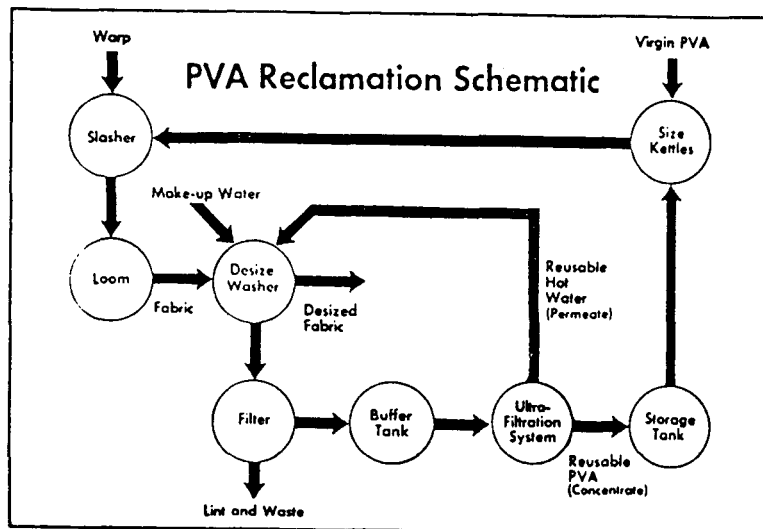 Warp
Virgin PVA
PVA Reclamation Schematic
Slasher
Size
Kettles
Make-up Water
Loom
Fabric
Desize
Washer
Desized
Fabric
Reusable
Hot
Water
(Permeate)
Filter
Buffer
Tank
Ultra-
Filtration
System
Storage
Tank
Reusable
PVA
(Concentrate)
Lint and Waste